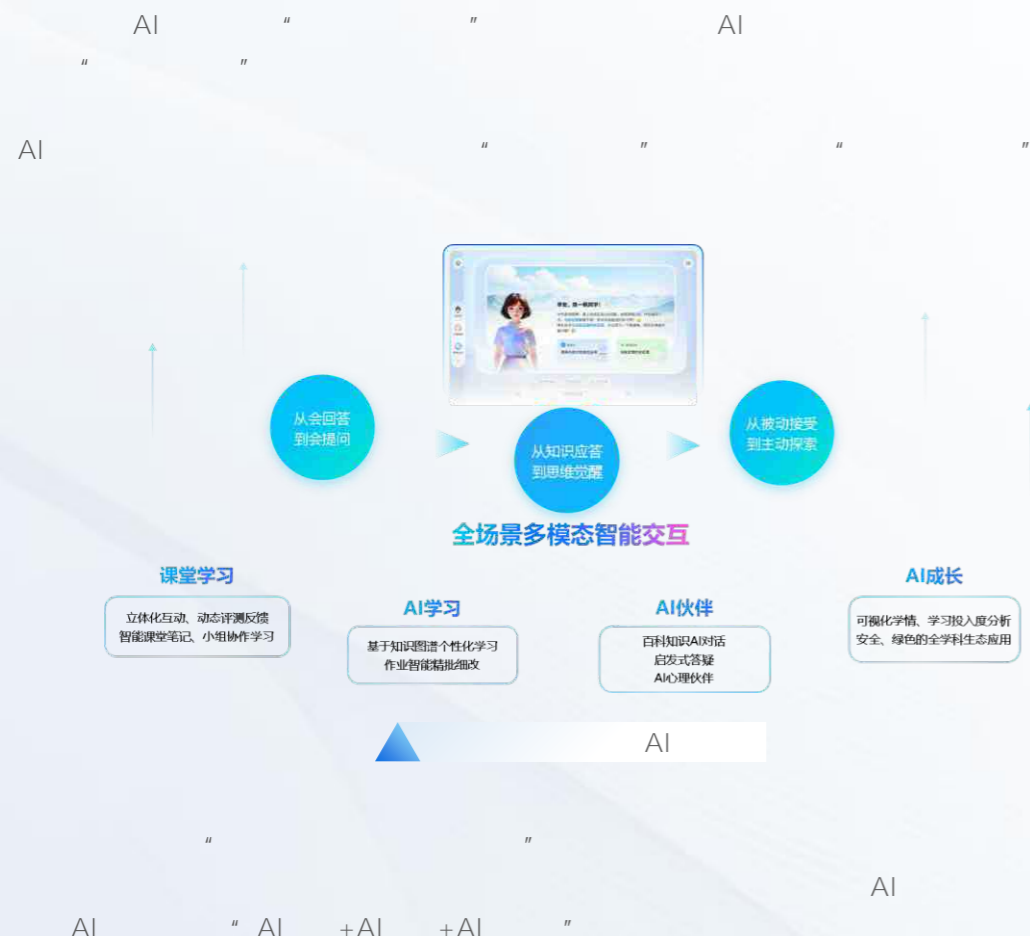 AI “ ” AI
“ ”
AI “ ” “ ”
从会回答
到会提问
从知识应答
到思维觉醒
从被动接受
到主动探索
全场景多模态智能交互
课堂学习
立体化互动、动态评测反馈
智能课堂笔记、小组协作学习
AI学习
基于知识图谱个性化学习
作业智能精批细改
AI伙伴
百科知识AI对话
启发式答疑
AI心理伙伴
AI成长
可视化学情、学习投入度分析
安全、绿色的全学科生态应用
AI
“ ”
AI
AI “ AI +AI +AI ”